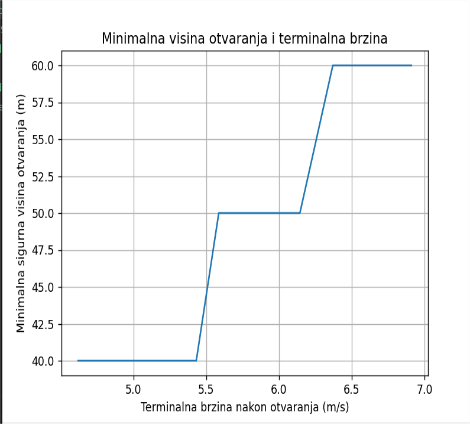 Minimalna visina otvaranja i terminalna brzina
Minimalna sigurna visina otvaranja (m)
60.0
57.5
55.0
52.5
50.0
47.5
45.0
42.5
40.0
5.0 5.5 6.0 6.5 7.0
Terminalna brzina nakon otvaranja (m/s)